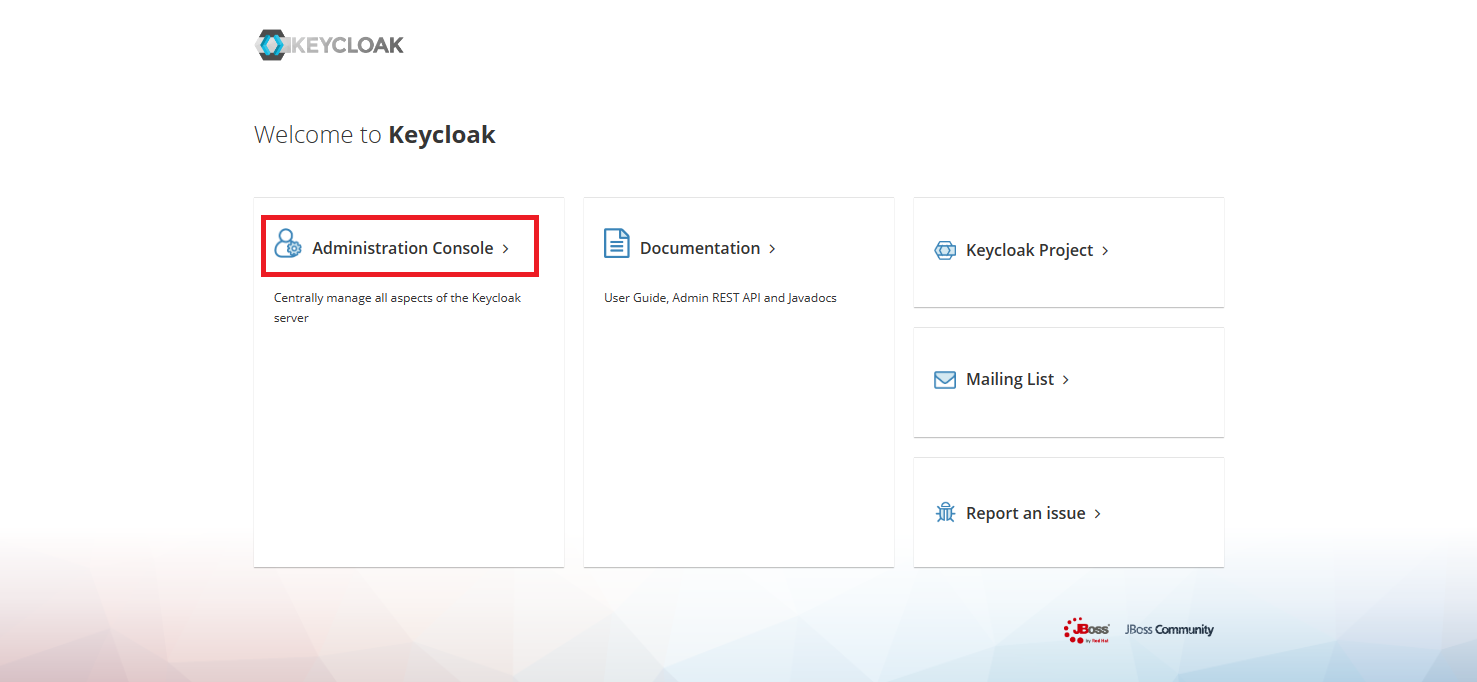 KEYCLOAK
Welcome to Keycloak
Administration Console
Centrally manage all aspects of the Keycloak
server
Documentation
User Guide, Admin REST API and Javadocs
Keycloak Project
Mailing List
Report an issue
JBoss
by Red Hat
JBoss Community